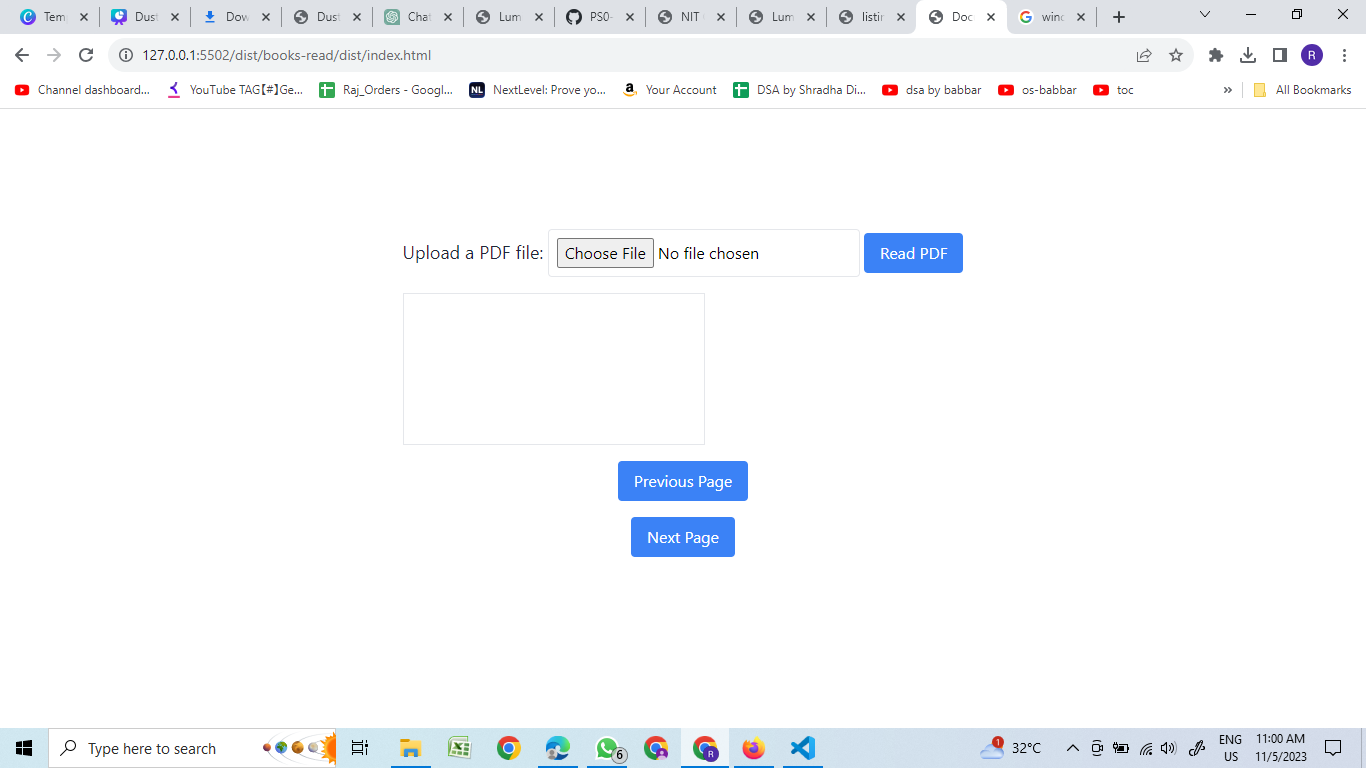 Tem
Dust
Dow
Dust
Chat
Lum
PS0-
NIT
Lum
listin
Doc
winc
127.0.0.1:5502/dist/books-read/dist/index.html
R
Channel dashboard...
YouTube TAG【#】Ge...
Raj_Orders - Googl...
NL
NextLevel: Prove yo...
Your Account
DSA by Shradha Di...
dsa by babbar
os-babbar
toc
»
All Bookmarks
Upload a PDF file:
Choose File No file chosen
Read PDF
Previous Page
Next Page
Type here to search
6
R
1
32°C
ENG
US
11:00 AM
11/5/2023